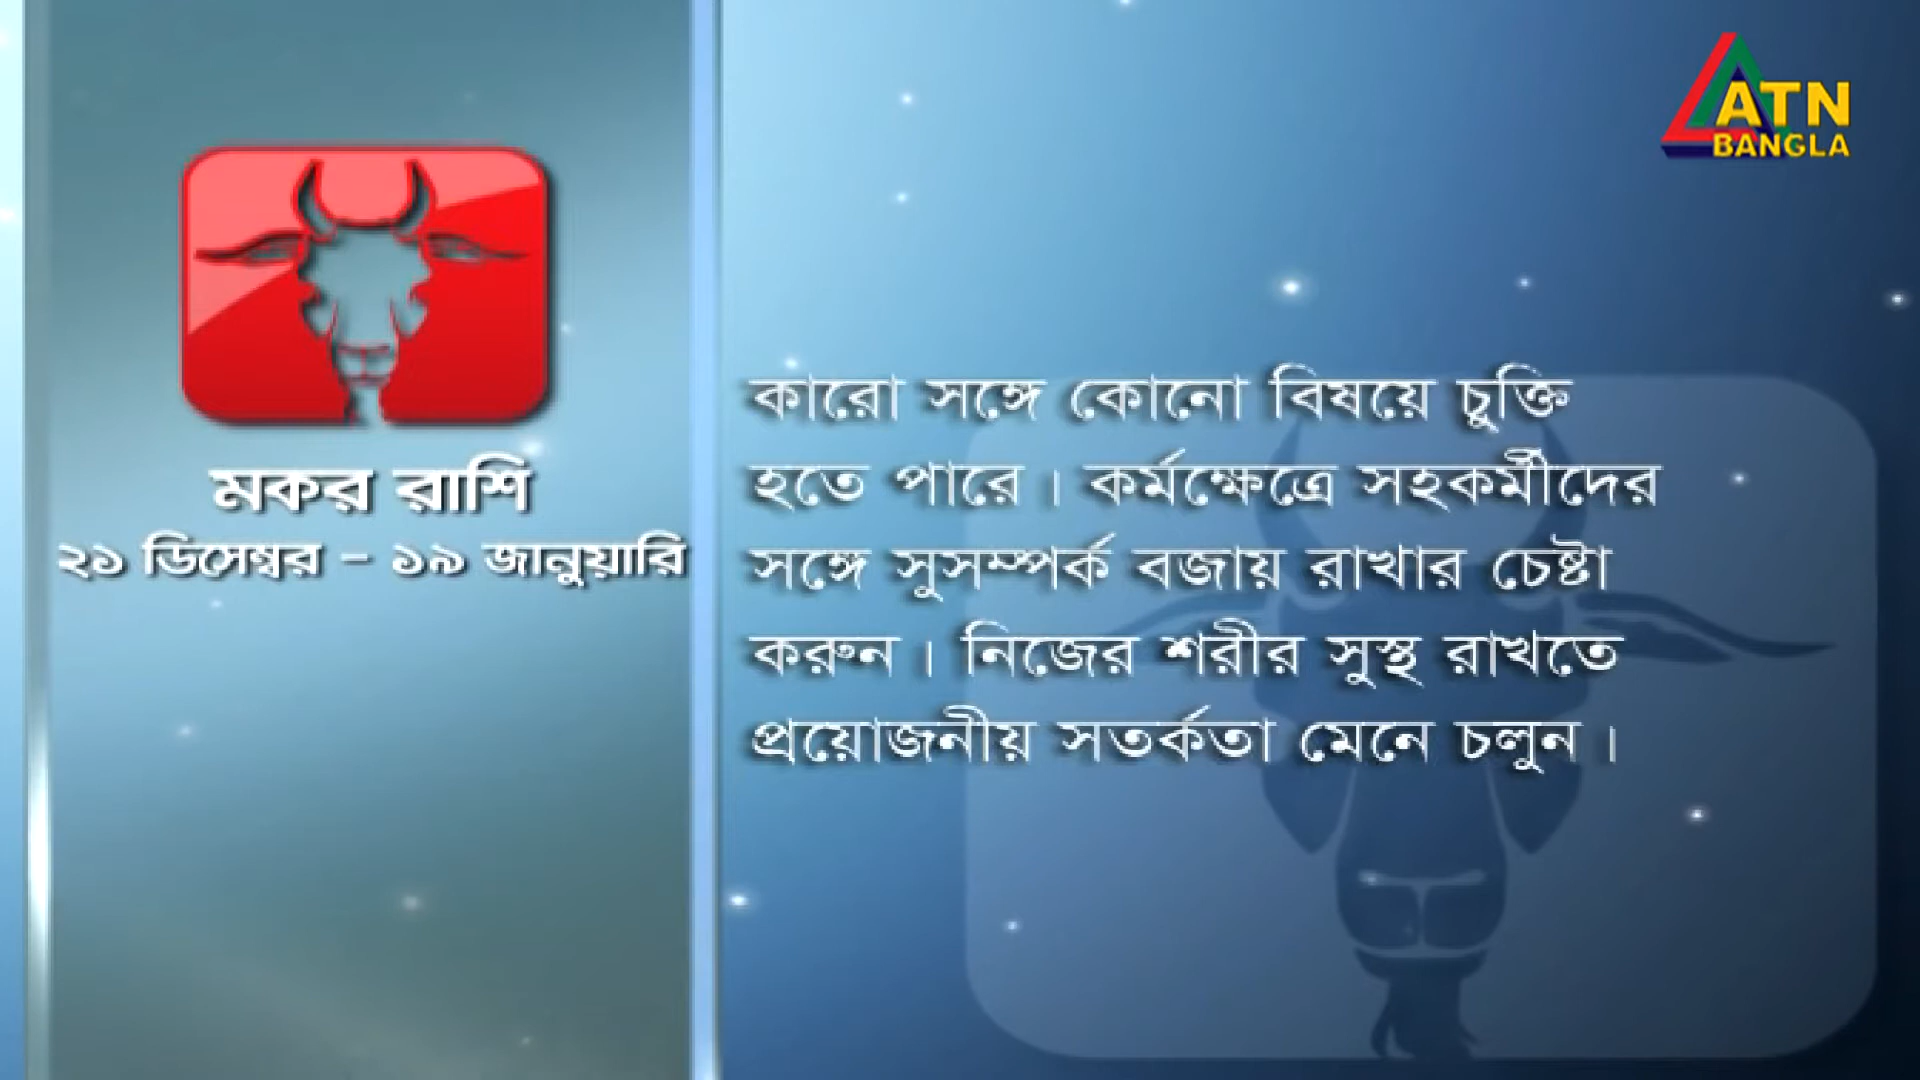 ATN
BANGLA
মকর রাশি
২১ ডিসেম্বর - ১৯ জানুয়ারি
কারো সঙ্গে কোনো বিষয়ে চুক্তি
হতে পারে। কর্মক্ষেত্রে সহকর্মীদের
সঙ্গে সুসম্পর্ক বজায় রাখার চেষ্টা
করুন। নিজের শরীর সুস্থ রাখতে
প্রয়োজনীয় সতর্কতা মেনে চলুন।